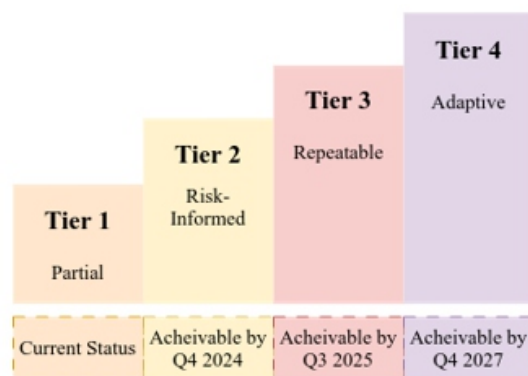 Tier 1
Partial
Tier 2
Risk-
Informed
Tier 3
Repeatable
Tier 4
Adaptive
Current Status
Acheivable by
Q4 2024
Acheivable by
Q3 2025
Acheivable by
Q4 2027